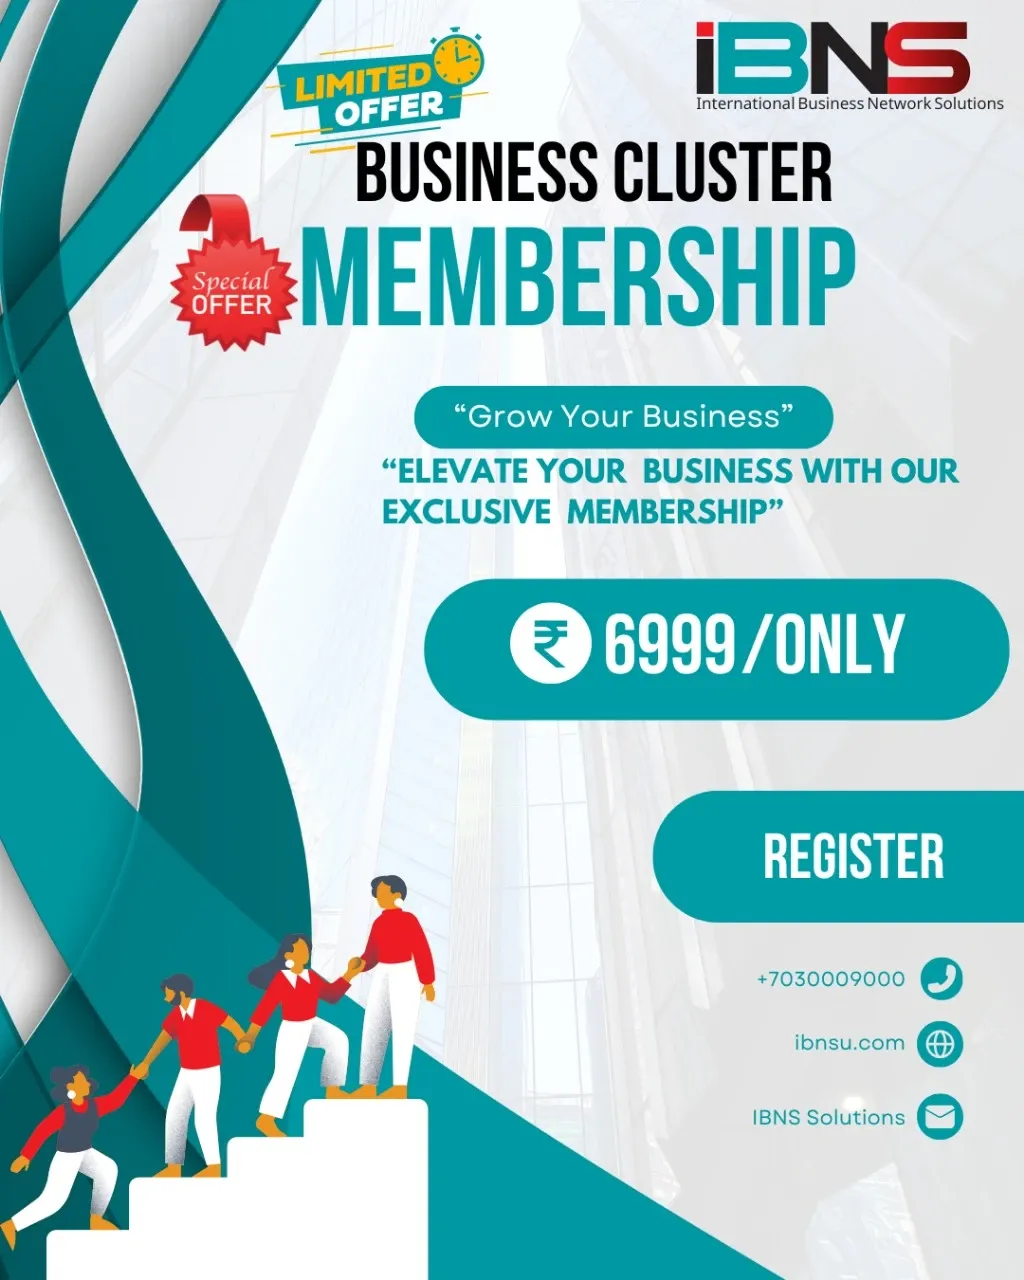 LIMITED
OFFER
iBNS
International Business Network Solutions
BUSINESS CLUSTER
Special
OFFER
MEMBERSHIP
“Grow Your Business”
“ELEVATE YOUR BUSINESS WITH OUR
EXCLUSIVE MEMBERSHIP”
₹ 6999/ONLY
REGISTER
+7030009000
ibnsu.com
IBNS Solutions